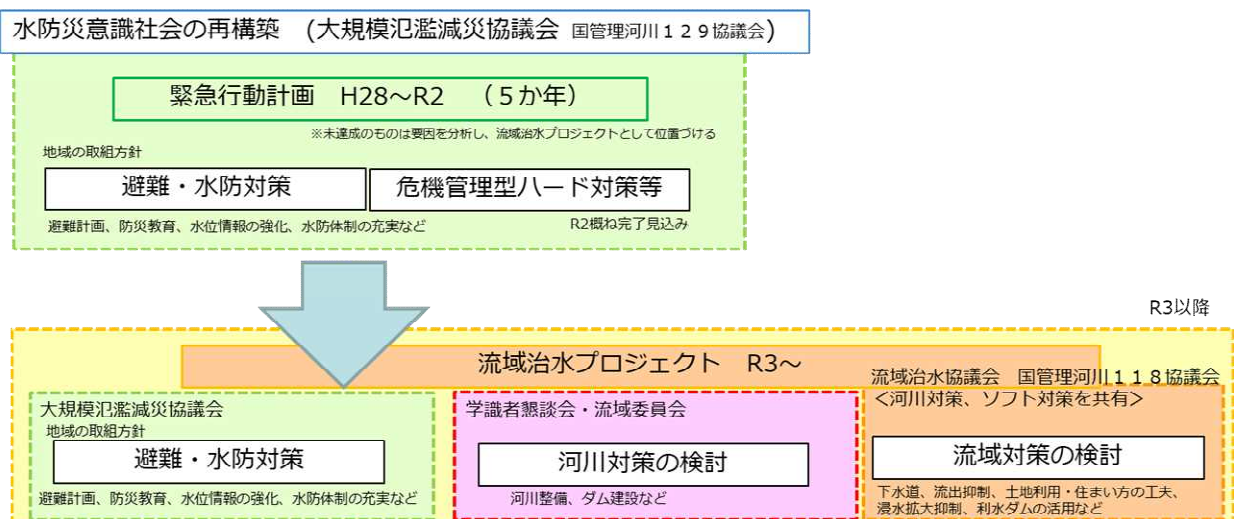 水防災意識社会の再構築 (大規模氾濫減災協議会 国管理河川１２９協議会)
緊急行動計画 H28～R2 （５か年）
※未達成のものは要因を分析し、流域治水プロジェクトとして位置づける
地域の取組方針
避難・水防対策
危機管理型ハード対策等
避難計画、防災教育、水位情報の強化、水防体制の充実など
R2概ね完了見込み
R3以降
流域治水プロジェクト R3～
大規模氾濫減災協議会
地域の取組方針
避難・水防対策
避難計画、防災教育、水位情報の強化、水防体制の充実など
学識者懇談会・流域委員会
河川対策の検討
河川整備、ダム建設など
流域治水協議会 国管理河川１１８協議会
＜河川対策、ソフト対策を共有＞
流域対策の検討
下水道、流出抑制、土地利用・住まい方の工夫、
浸水拡大抑制、利水ダムの活用など